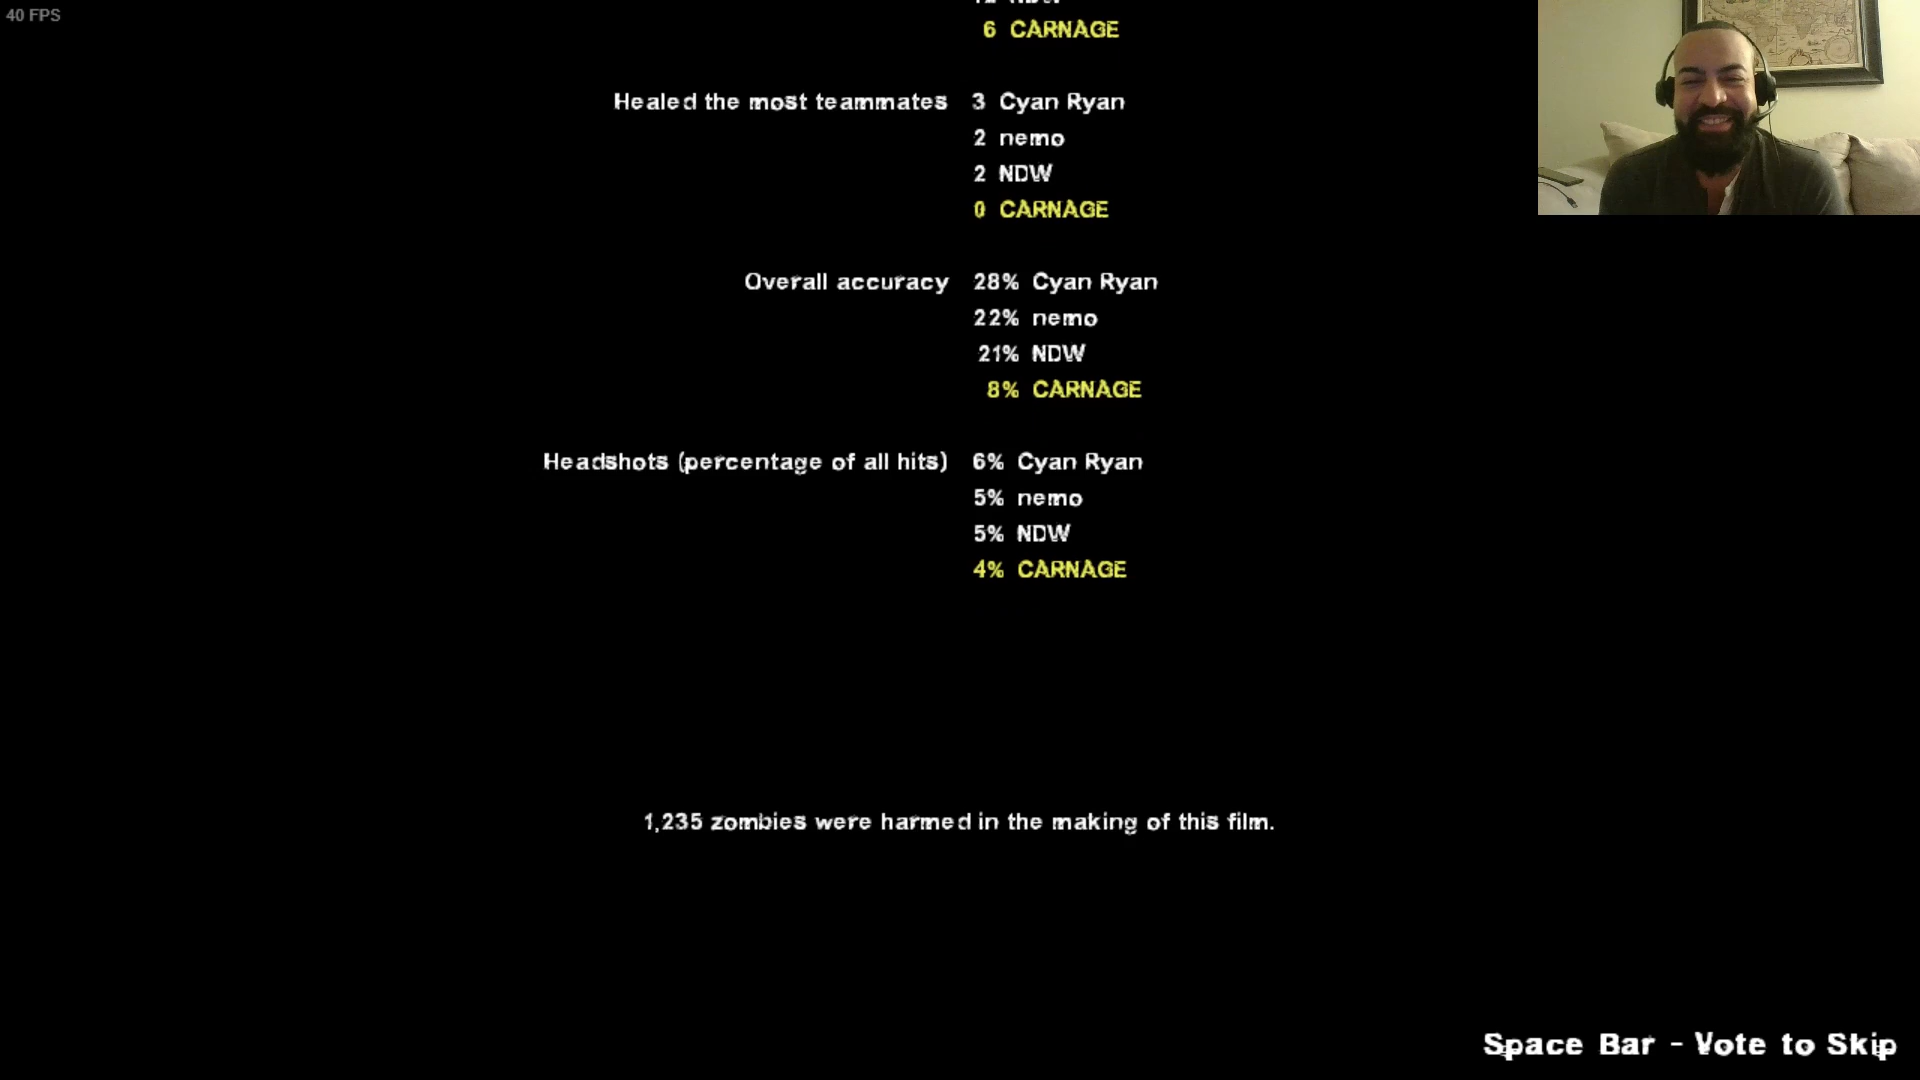 40 FPS
6 CARNAGE
Healed the most teammates 3 Cyan Ryan
2 nemo
2 NDW
0 CARNAGE
Overall accuracy 28% Cyan Ryan
22% nemo
21% NDW
8% CARNAGE
Headshots (percentage of all hits) 6% Cyan Ryan
5% nemo
5% NDW
4% CARNAGE
1,235 zombies were harmed in the making of this film.
Space Bar - Vote to Skip